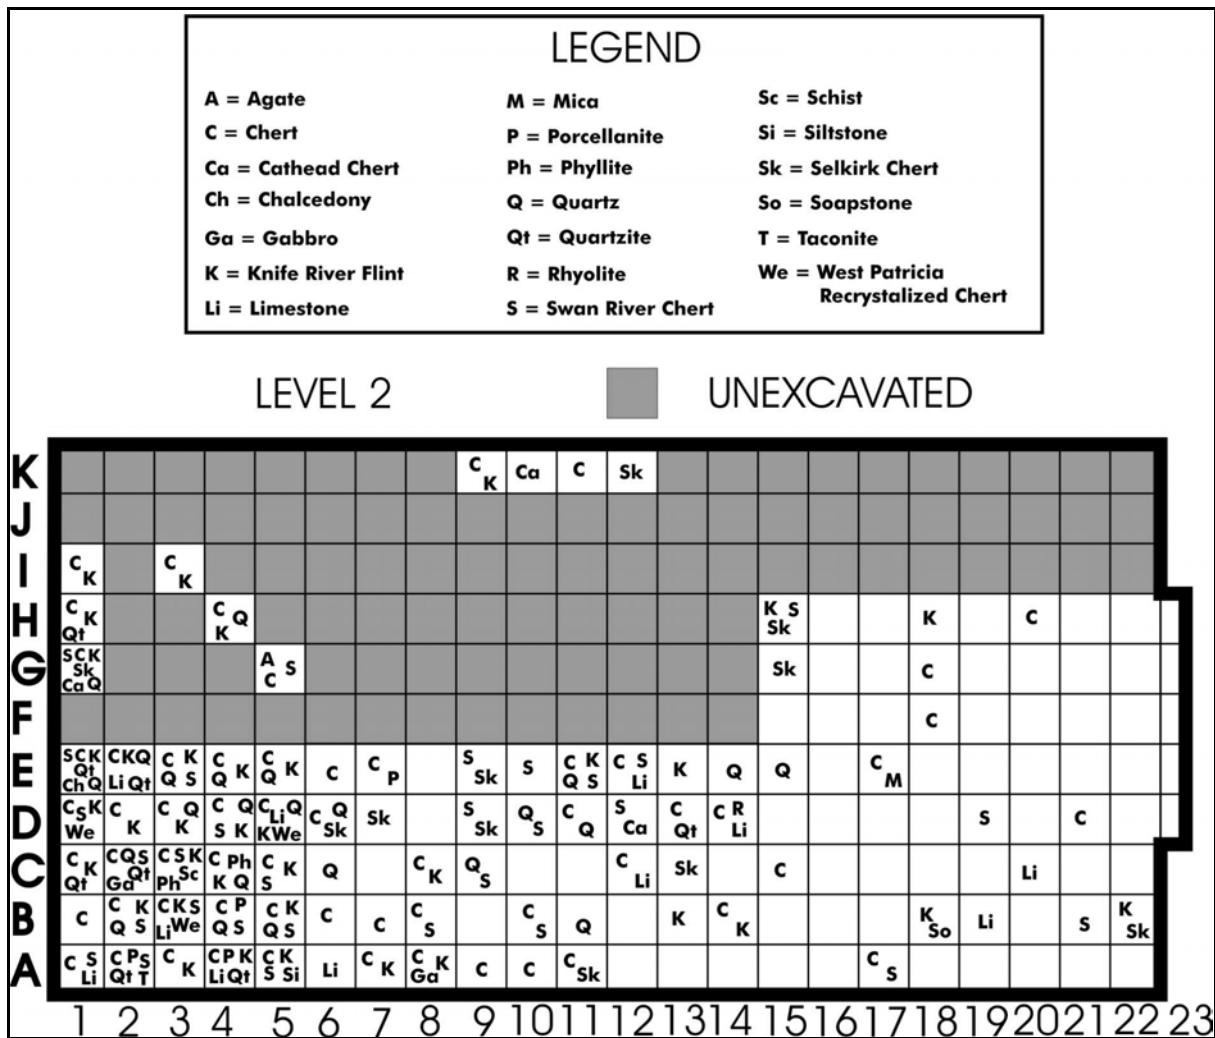 LEGEND
A = Agate
C = Chert
Ca = Cathead Chert
Ch = Chalcedony
Ga = Gabbro
K = Knife River Flint
Li = Limestone
M = Mica
P = Porcellanite
Ph = Phyllite
Q = Quartz
Qt = Quartzite
R = Rhyolite
S = Swan River Chert
Sc = Schist
Si = Siltstone
Sk = Selkirk Chert
So = Soapstone
T = Taconite
We = West Patricia
Recrystalized Chert
LEVEL 2
UNEXCAVATED
K C K Ca C Sk
J
I C K C K
H C K Qt C Q K K S Sk K C
G S C K Sk Ca Q A S C Sk C
F C
E S C K Qt Ch Q C K Q Li Qt C K Q S C Q K C Q K C C P S Sk S C K Q S C S Li K Q Q C M
D C S K We C K C Q K C Q S K C Li Q K We C Q Sk Sk S Sk Q S C Q S Ca C Qt C R Li S C
C C K Qt C Q S Qt Ga C S K Sc Ph C Ph K Q C K S Q C K Q S C Li Sk C Li
B C C K Q S C K S Li We C P Q S C K Q S C C C S C S Q K C K K So Li S K Sk
A C S Li C P S Qt T C K C P K Li Qt C K S Si Li C K C K Ga C C C Sk C S
1 2 3 4 5 6 7 8 9 10 11 12 13 14 15 16 17 18 19 20 21 22 23